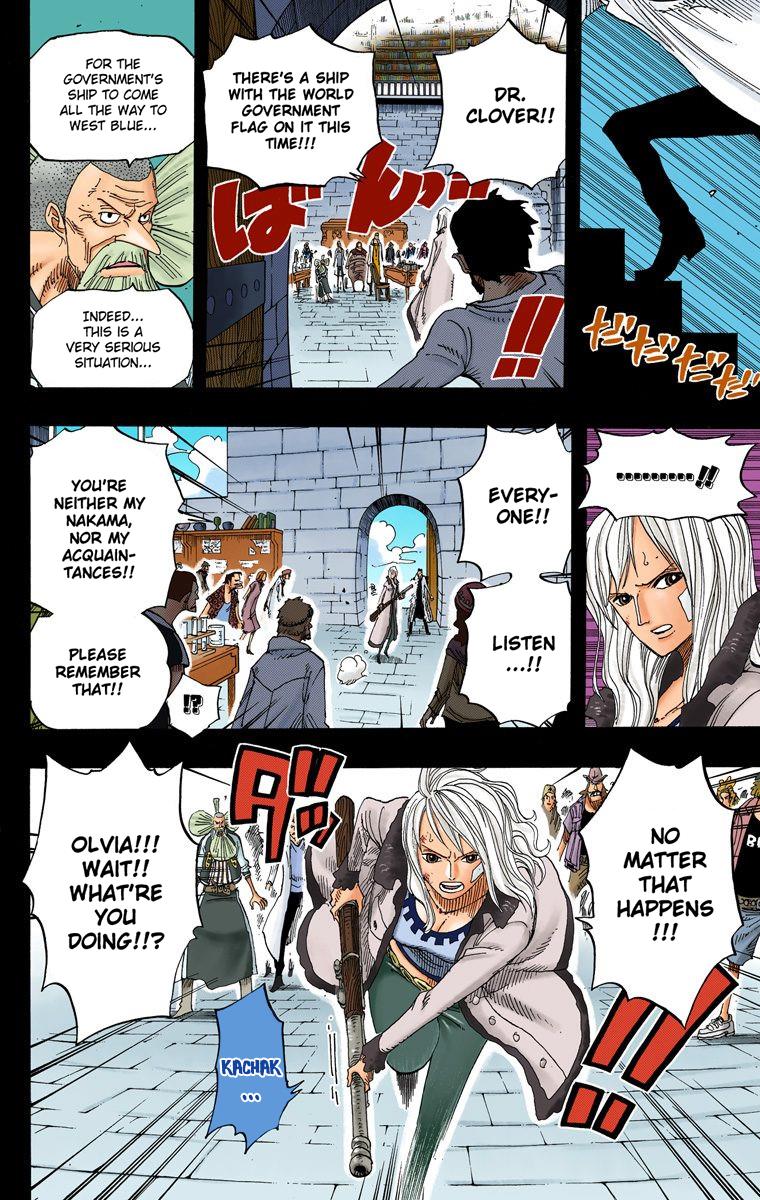 だだだだ
DR.
CLOVER!!
THERE'S A SHIP
WITH THE WORLD
GOVERNMENT
FLAG ON IT THIS
TIME!!!
ばんっ
!!
FOR THE
GOVERNMENT'S
SHIP TO COME
ALL THE WAY TO
WEST BLUE...
INDEED...
THIS IS A
VERY SERIOUS
SITUATION...
..........!!
EVERY-
ONE!!
LISTEN
...!!
YOU'RE
NEITHER MY
NAKAMA,
NOR MY
ACQUAIN-
TANCES!!
PLEASE
REMEMBER
THAT!!
!?
NO
MATTER
THAT
HAPPENS
!!!
ダッ!!
OLVIA!!!
WAIT!!
WHAT'RE
YOU
DOING!!?
KACHAK
...
!!